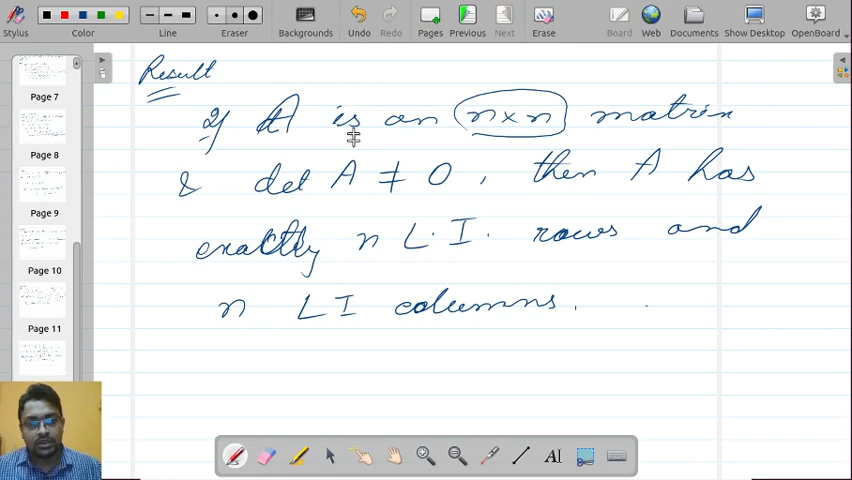 Stylus
Color
Line
Eraser
Backgrounds
Undo
Pages
Previous
Erase
Board
Web
Documents
Show Desktop
OpenBoard
Page 7
Page 8
Page 9
Page 10
Page 11
Result
If A is an n×n matrix
& det A ≠ 0, then A has
exactly n L.I. rows and
n LI columns.